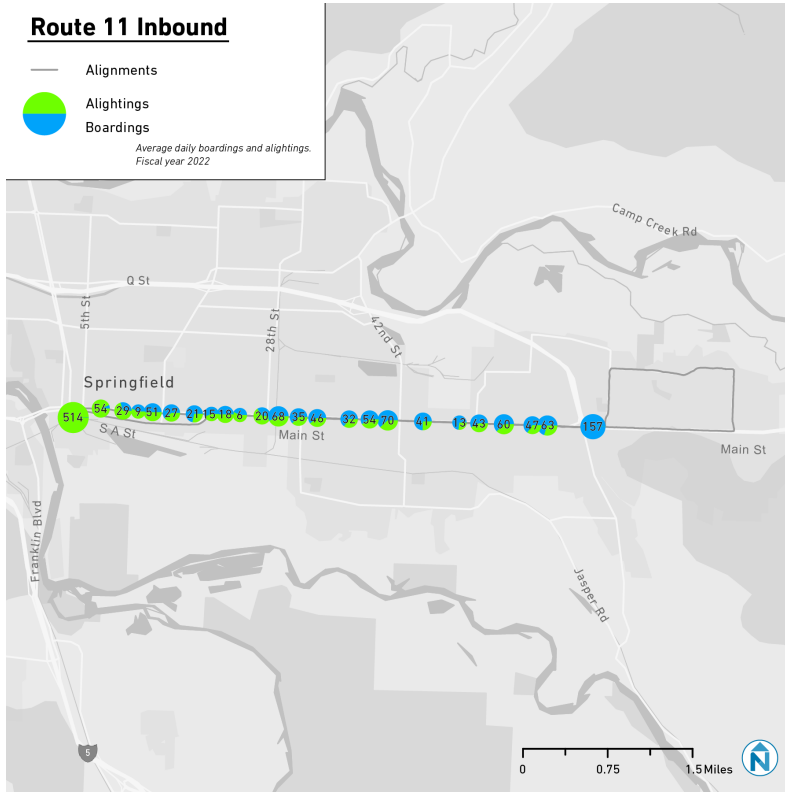 Route 11 Inbound
Alignments
Alightings
Boardings
Average daily boardings and alightings.
Fiscal year 2022
Camp Creek Rd
Q St
5th St
28th St
42nd St
Springfield
514
54
29
9
51
27
21
15
18
6
20
68
35
46
32
54
70
41
13
43
60
47
63
157
S A St
Main St
Main St
Franklin Blvd
Jasper Rd
5
0
0.75
1.5 Miles
N